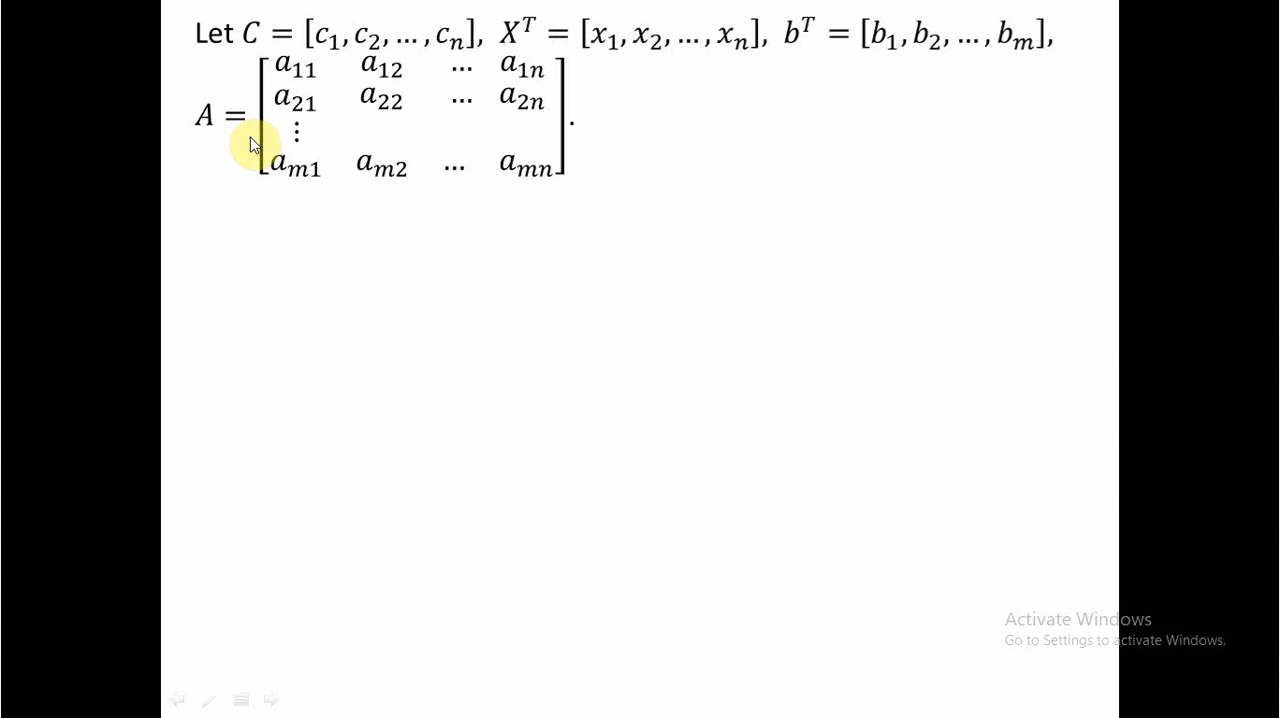 Let C = [c₁, c₂, ... , cₙ], Xᵀ = [x₁, x₂, ... , xₙ], bᵀ = [b₁, b₂, ... , bₘ],
A = [a₁₁ a₁₂ ... a₁ₙ
a₂₁ a₂₂ ... a₂ₙ
⋮
aₘ₁ aₘ₂ ... aₘₙ].
Activate Windows
Go to Settings to activate Windows.